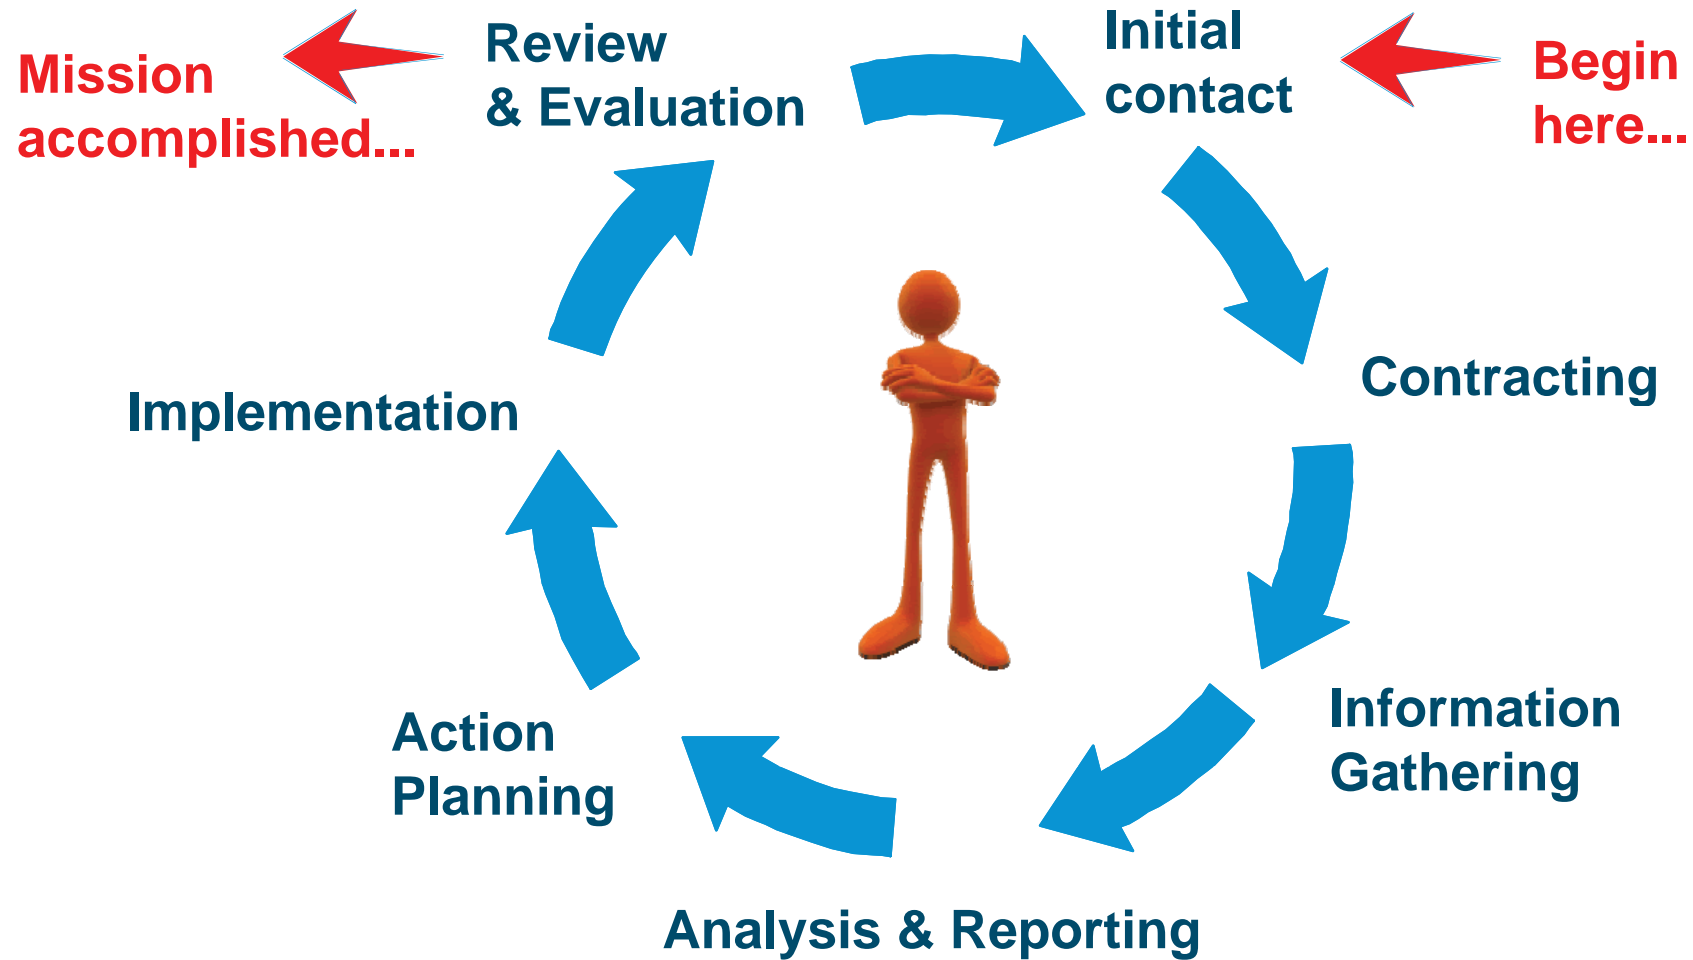 Mission
accomplished...
Review
& Evaluation
Initial
contact
Begin
here...
Contracting
Information
Gathering
Analysis & Reporting
Action
Planning
Implementation